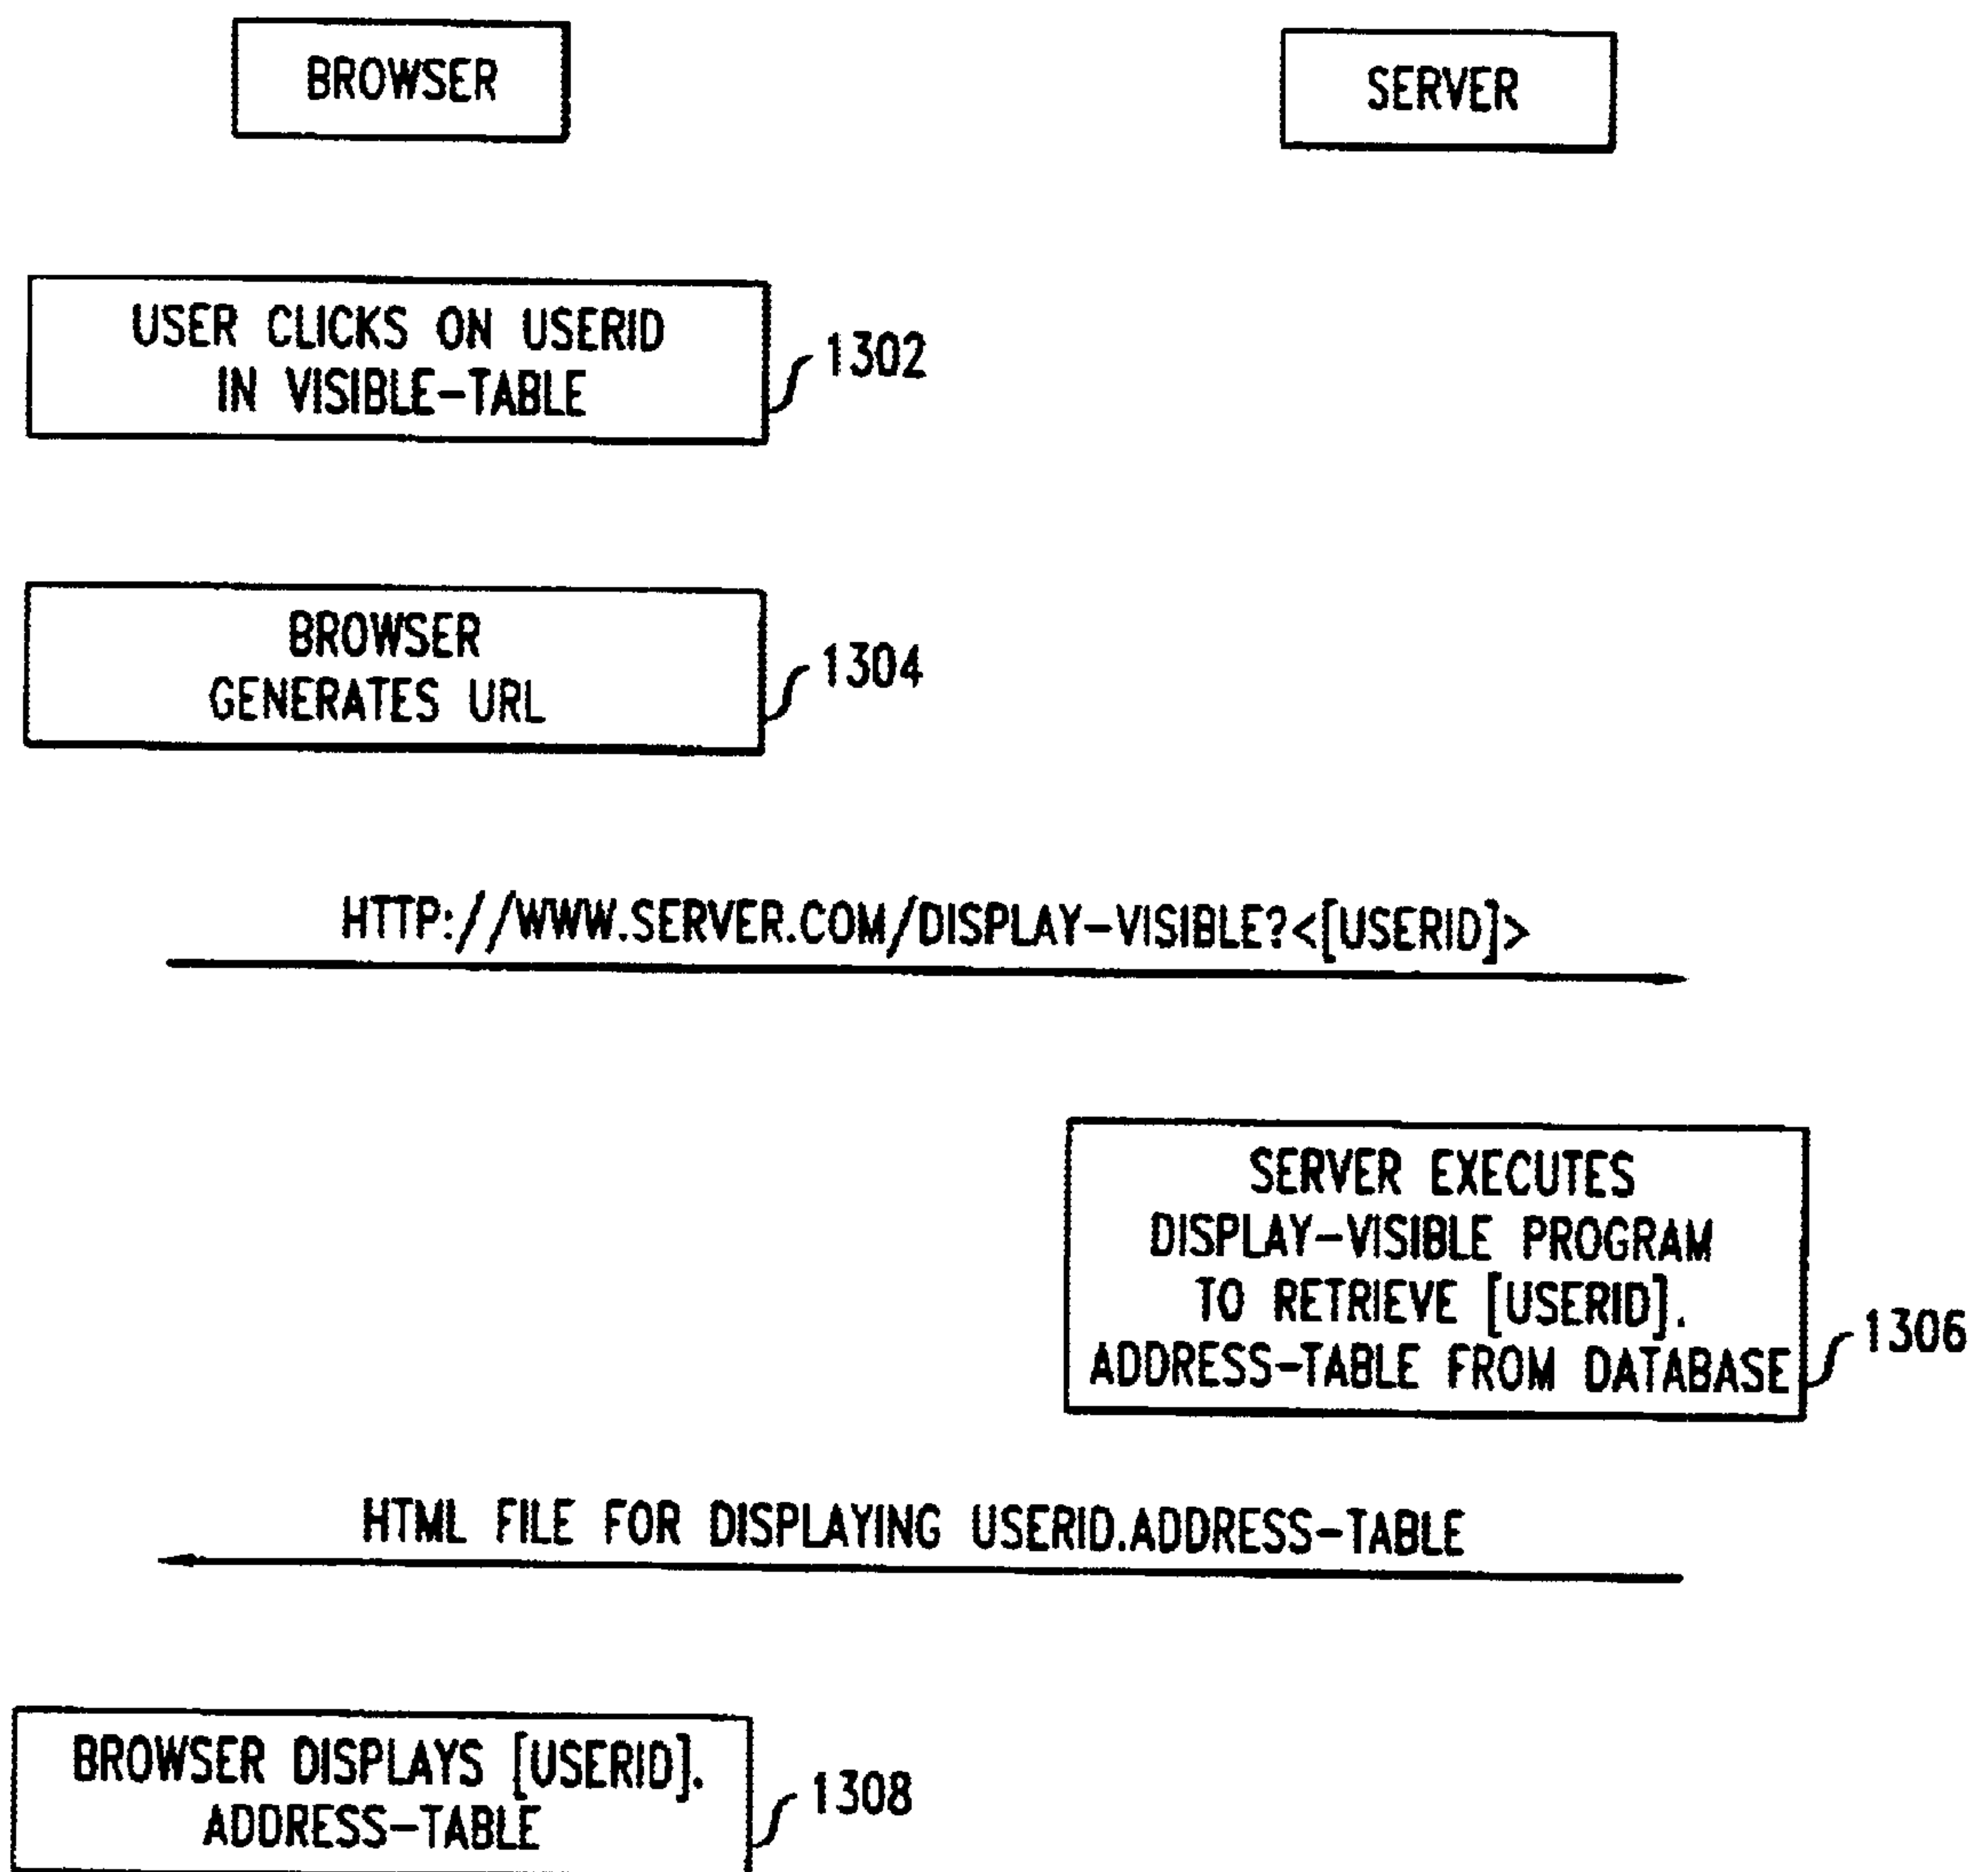 BROWSER
SERVER
USER CLICKS ON USERID
IN VISIBLE-TABLE
1302
BROWSER
GENERATES URL
1304
HTTP://WWW.SERVER.COM/DISPLAY-VISIBLE?<[USERID]>
SERVER EXECUTES
DISPLAY-VISIBLE PROGRAM
TO RETRIEVE [USERID].
ADDRESS-TABLE FROM DATABASE
1306
HTML FILE FOR DISPLAYING USERID.ADDRESS-TABLE
BROWSER DISPLAYS [USERID].
ADDRESS-TABLE
1308